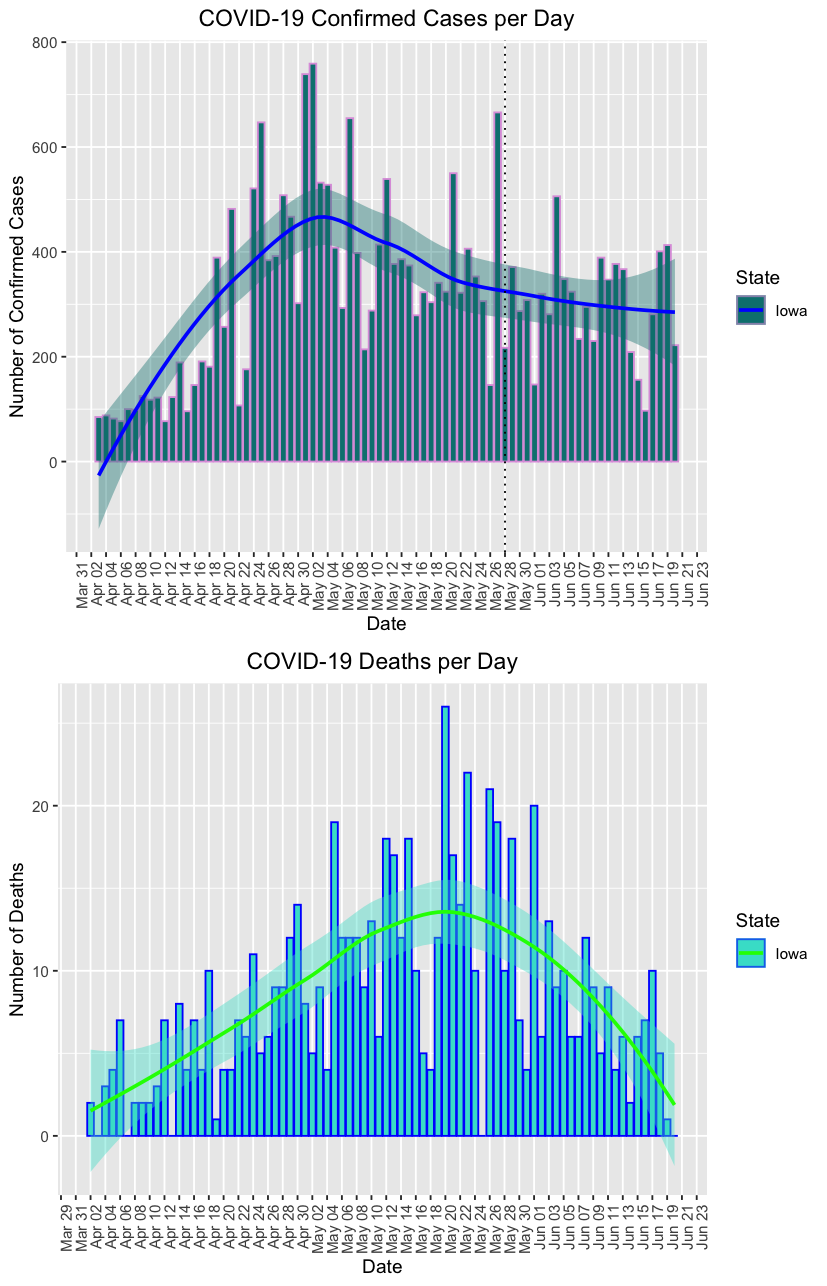 COVID-19 Confirmed Cases per Day
800
600
400
200
0
Number of Confirmed Cases
Mar 31
Apr 02
Apr 04
Apr 06
Apr 08
Apr 10
Apr 12
Apr 14
Apr 16
Apr 18
Apr 20
Apr 22
Apr 24
Apr 26
Apr 28
Apr 30
May 02
May 04
May 06
May 08
May 10
May 12
May 14
May 16
May 18
May 20
May 22
May 24
May 26
May 28
May 30
Jun 01
Jun 03
Jun 05
Jun 07
Jun 09
Jun 11
Jun 13
Jun 15
Jun 17
Jun 19
Jun 21
Jun 23
Date
State
Iowa
COVID-19 Deaths per Day
20
10
0
Number of Deaths
Mar 29
Mar 31
Apr 02
Apr 04
Apr 06
Apr 08
Apr 10
Apr 12
Apr 14
Apr 16
Apr 18
Apr 20
Apr 22
Apr 24
Apr 26
Apr 28
Apr 30
May 02
May 04
May 06
May 08
May 10
May 12
May 14
May 16
May 18
May 20
May 22
May 24
May 26
May 28
May 30
Jun 01
Jun 03
Jun 05
Jun 07
Jun 09
Jun 11
Jun 13
Jun 15
Jun 17
Jun 19
Jun 21
Jun 23
Date
State
Iowa